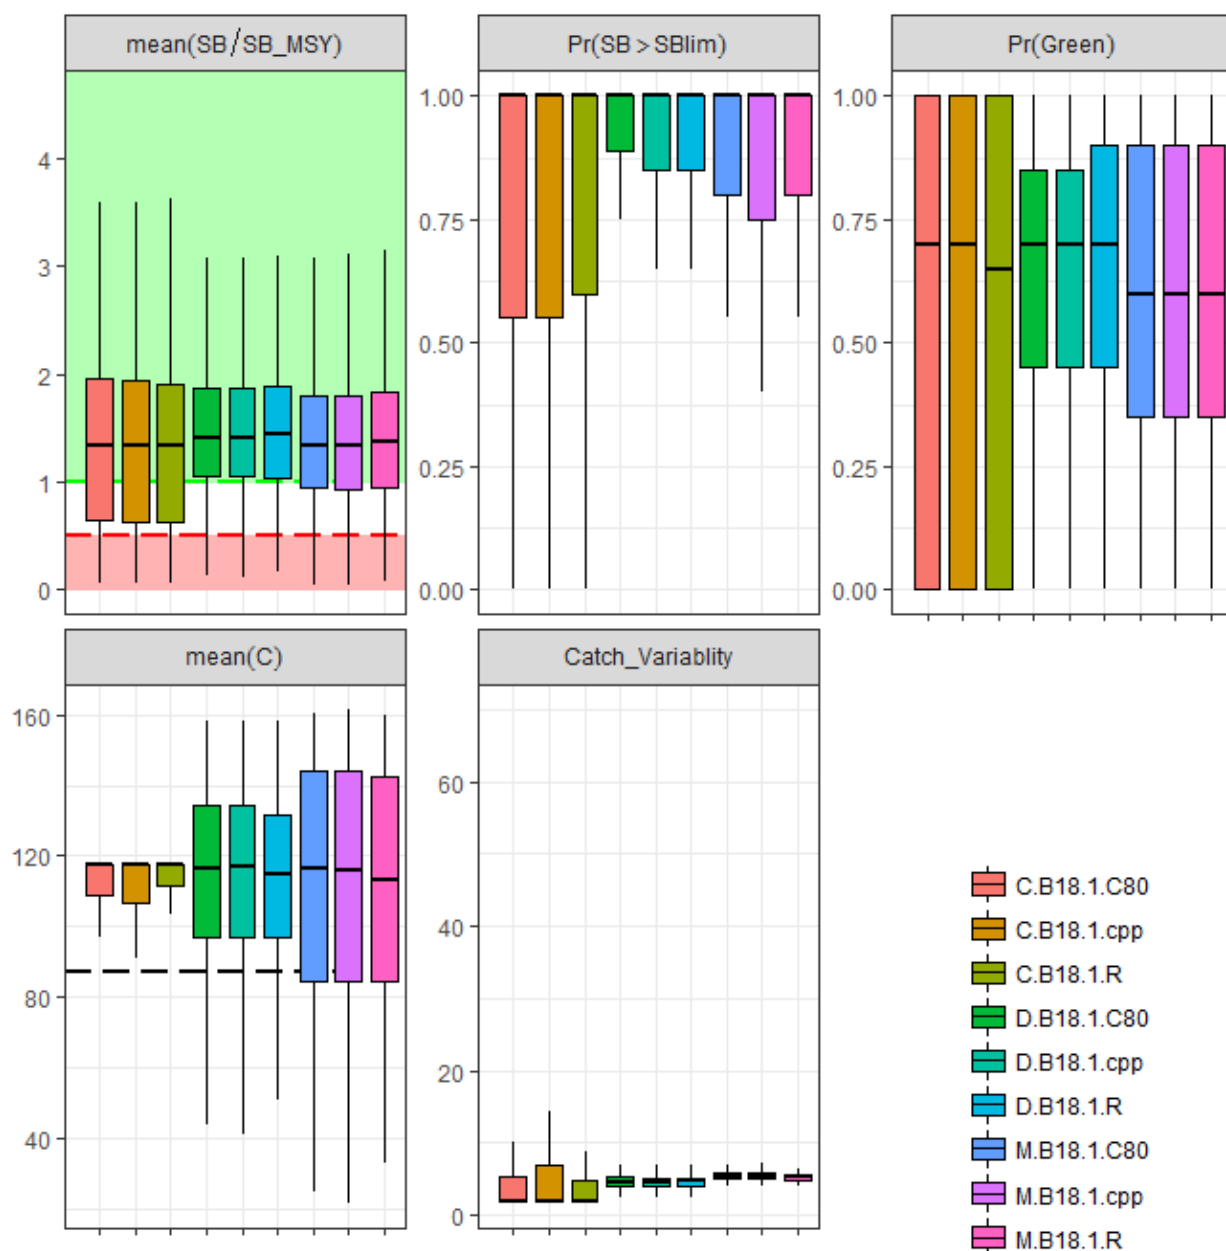 mean(SB/SB_MSY)
4
3
2
1
0
Pr(SB>SBlim)
1.00
0.75
0.50
0.25
0.00
Pr(Green)
1.00
0.75
0.50
0.25
0.00
mean(C)
160
120
80
40
Catch_Variablity
60
40
20
0
C.B18.1.C80
C.B18.1.cpp
C.B18.1.R
D.B18.1.C80
D.B18.1.cpp
D.B18.1.R
M.B18.1.C80
M.B18.1.cpp
M.B18.1.R